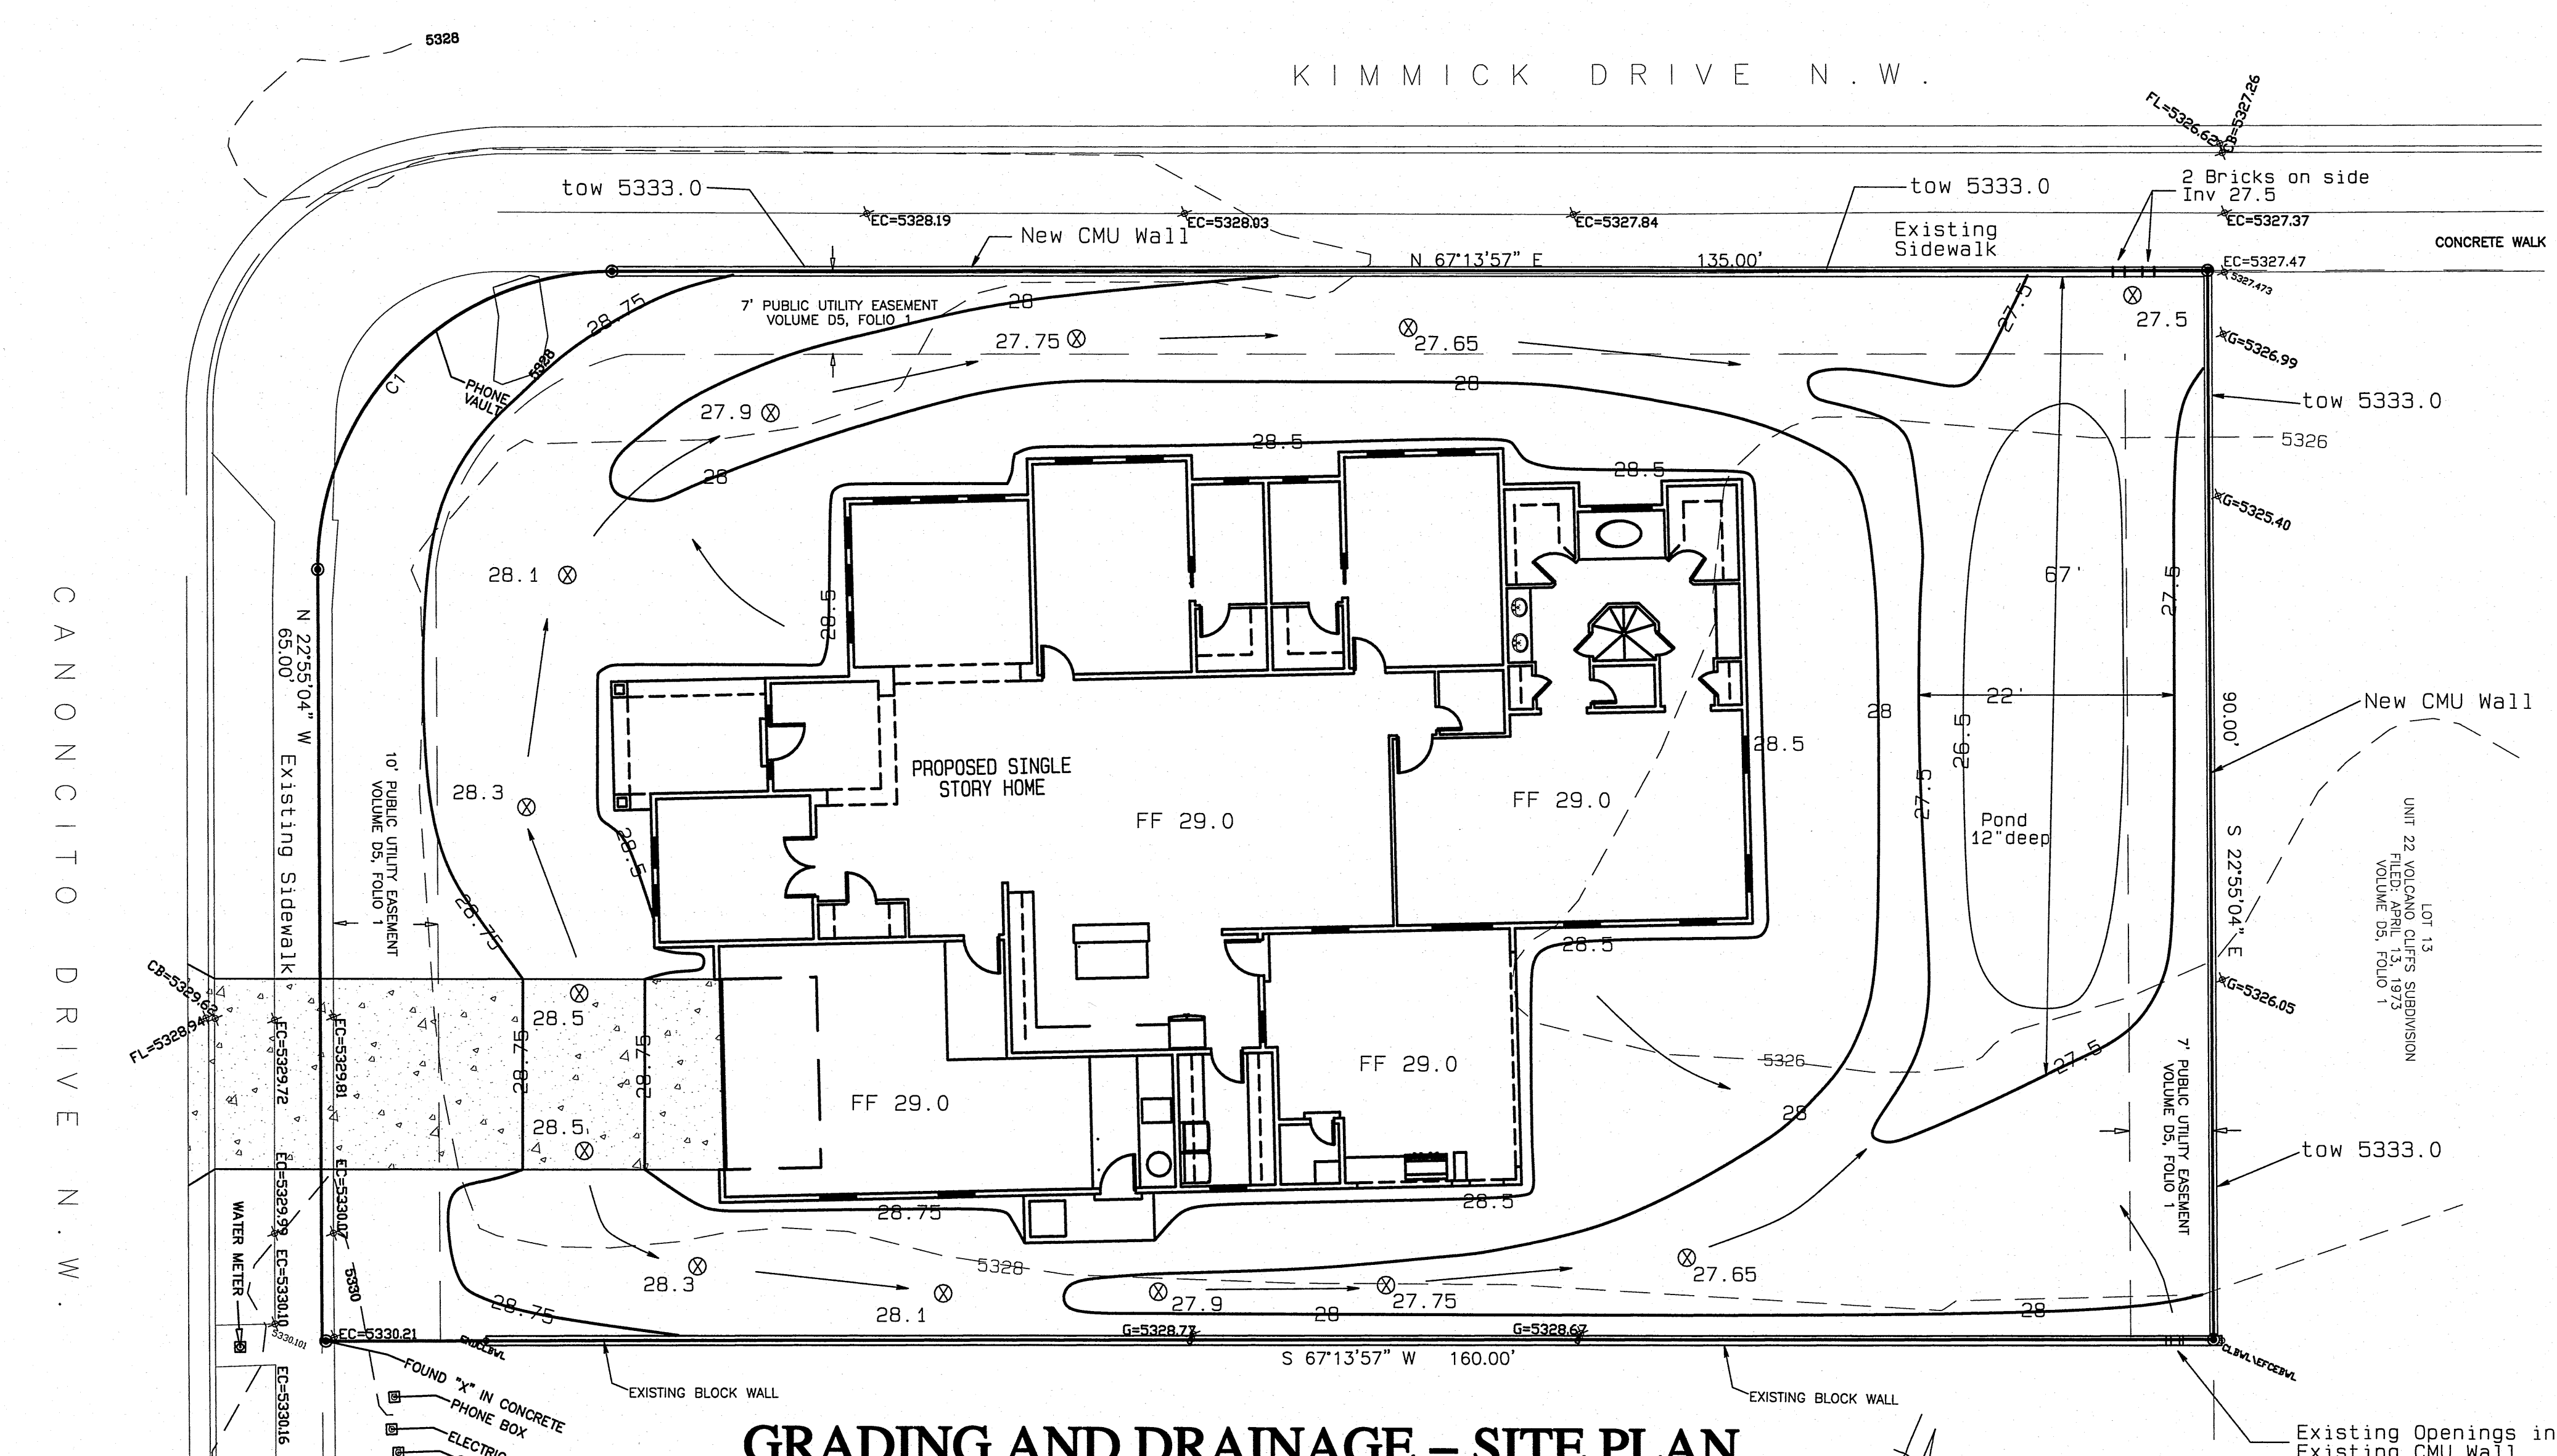 5328
KIMMICK DRIVE N.W.
FL=5326.62
CB=5327.26
tow 5333.0
tow 5333.0
2 Bricks on side
Inv 27.5
EC=5328.19
EC=5328.03
EC=5327.84
EC=5327.37
New CMU Wall
Existing
Sidewalk
CONCRETE WALK
N 67°13'57" E
135.00'
EC=5327.47
5327.473
28.75
7' PUBLIC UTILITY EASEMENT
VOLUME D5, FOLIO 1
28
27.5
27.5
27.75
27.65
G=5326.99
5328
C1
PHONE
VAULT
28
tow 5333.0
27.9
5326
28
28.5
28.5
G=5325.40
28.1
67'
27.5
28.5
CANONCITO DRIVE N.W.
N 22°55'04" W
65.00'
22'
New CMU Wall
90.00'
28
28.5
26.5
Existing Sidewalk
10' PUBLIC UTILITY EASEMENT
VOLUME D5, FOLIO 1
PROPOSED SINGLE
STORY HOME
28.3
FF 29.0
FF 29.0
27.5
Pond
12"deep
S 22°55'04" E
LOT 13
UNIT 22 VOLCANO CLIFFS SUBDIVISION
FILED: APRIL 13, 1973
VOLUME D5, FOLIO 1
28.5
28.75
28.5
CB=5329.62
FL=5328.94
G=5326.05
28.5
EC=5329.72
EC=5329.81
28.75
28.75
FF 29.0
5326
27.5
FF 29.0
28.5
28
7' PUBLIC UTILITY EASEMENT
VOLUME D5, FOLIO 1
tow 5333.0
EC=5329.99
EC=5330.07
WATER METER
28.75
28.5
5328
28.3
27.65
5330
EC=5330.10
5330.101
28.75
28.1
27.9
28
27.75
28
EC=5330.21
ENDCLBWL
G=5328.77
G=5328.67
S 67°13'57" W
160.00'
CLBWL\EFCEBWL
EC=5330.16
FOUND "X" IN CONCRETE
PHONE BOX
EXISTING BLOCK WALL
EXISTING BLOCK WALL
GRADING AND DRAINAGE – SITE PLAN
Existing Openings in
Existing CMU Wall